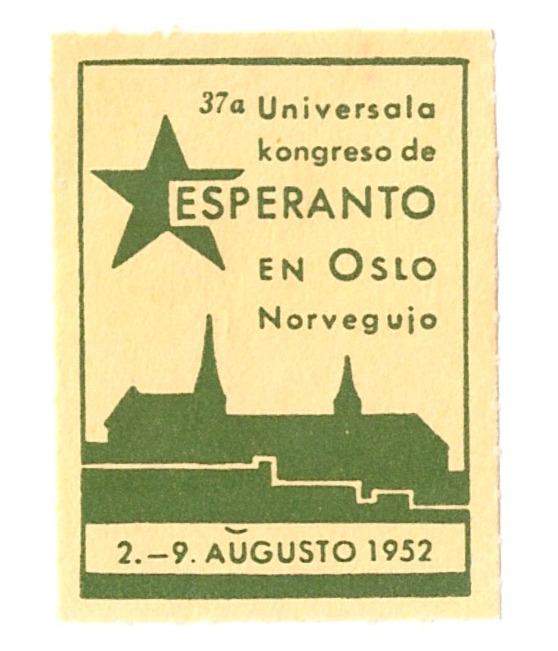 37a Universala
kongreso de
ESPERANTO
EN OSLO
Norvegujo
2.–9. AŬGUSTO 1952